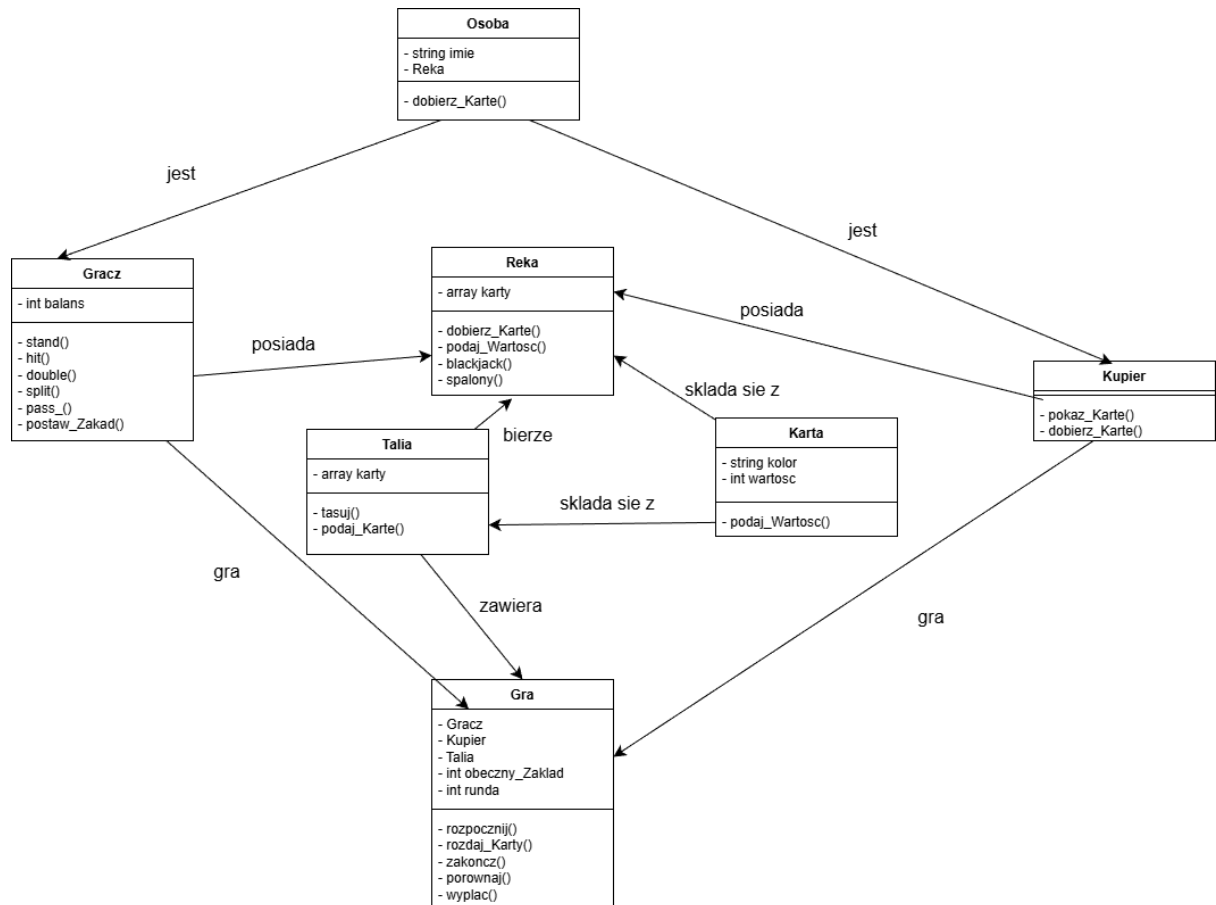 Osoba
- string imie
- Reka
- dobierz_Karte()
jest
jest
Gracz
- int balans
- stand()
- hit()
- double()
- split()
- pass_()
- postaw_Zakad()
posiada
Reka
- array karty
- dobierz_Karte()
- podaj_Wartosc()
- blackjack()
- spalony()
posiada
Kupier
- pokaz_Karte()
- dobierz_Karte()
sklada sie z
bierze
Talia
- array karty
- tasuj()
- podaj_Karte()
sklada sie z
Karta
- string kolor
- int wartosc
- podaj_Wartosc()
gra
zawiera
gra
Gra
- Gracz
- Kupier
- Talia
- int obeczny_Zaklad
- int runda
- rozpocznij()
- rozdaj_Karty()
- zakoncz()
- porownaj()
- wyplac()